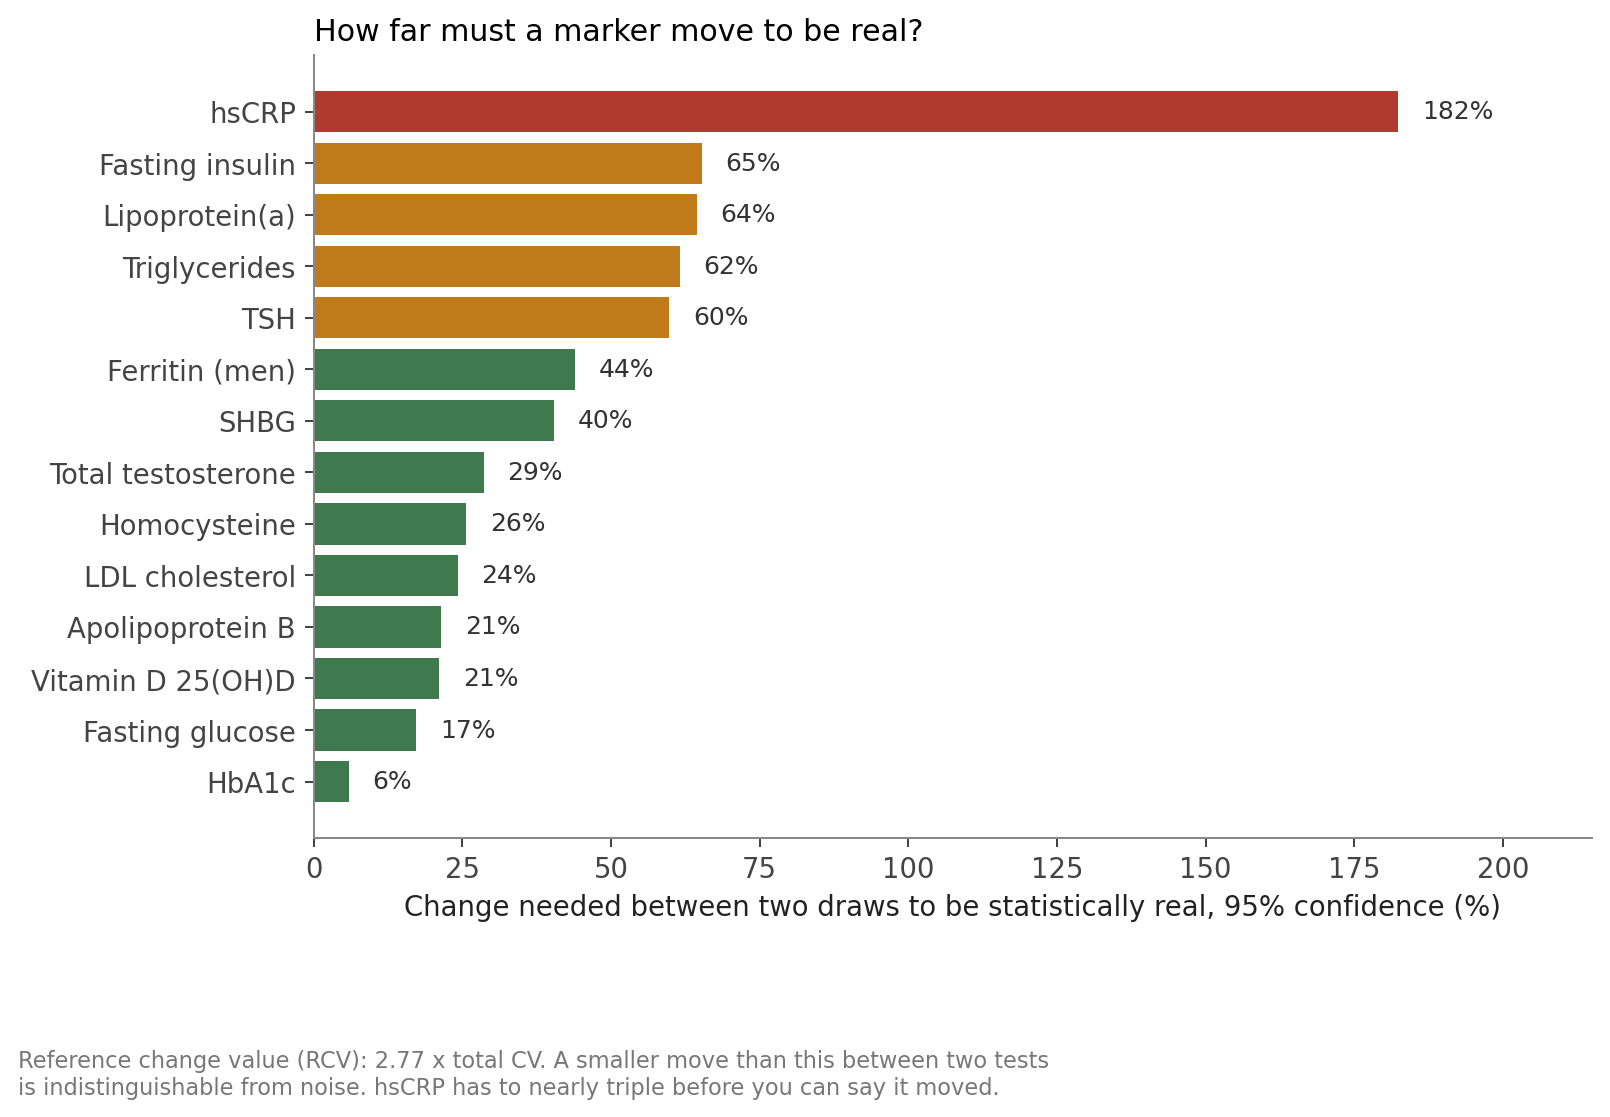 How far must a marker move to be real?
hsCRP
182%
Fasting insulin
65%
Lipoprotein(a)
64%
Triglycerides
62%
TSH
60%
Ferritin (men)
44%
SHBG
40%
Total testosterone
29%
Homocysteine
26%
LDL cholesterol
24%
Apolipoprotein B
21%
Vitamin D 25(OH)D
21%
Fasting glucose
17%
HbA1c
6%
0 25 50 75 100 125 150 175 200
Change needed between two draws to be statistically real, 95% confidence (%)
Reference change value (RCV): 2.77 x total CV. A smaller move than this between two tests
is indistinguishable from noise. hsCRP has to nearly triple before you can say it moved.